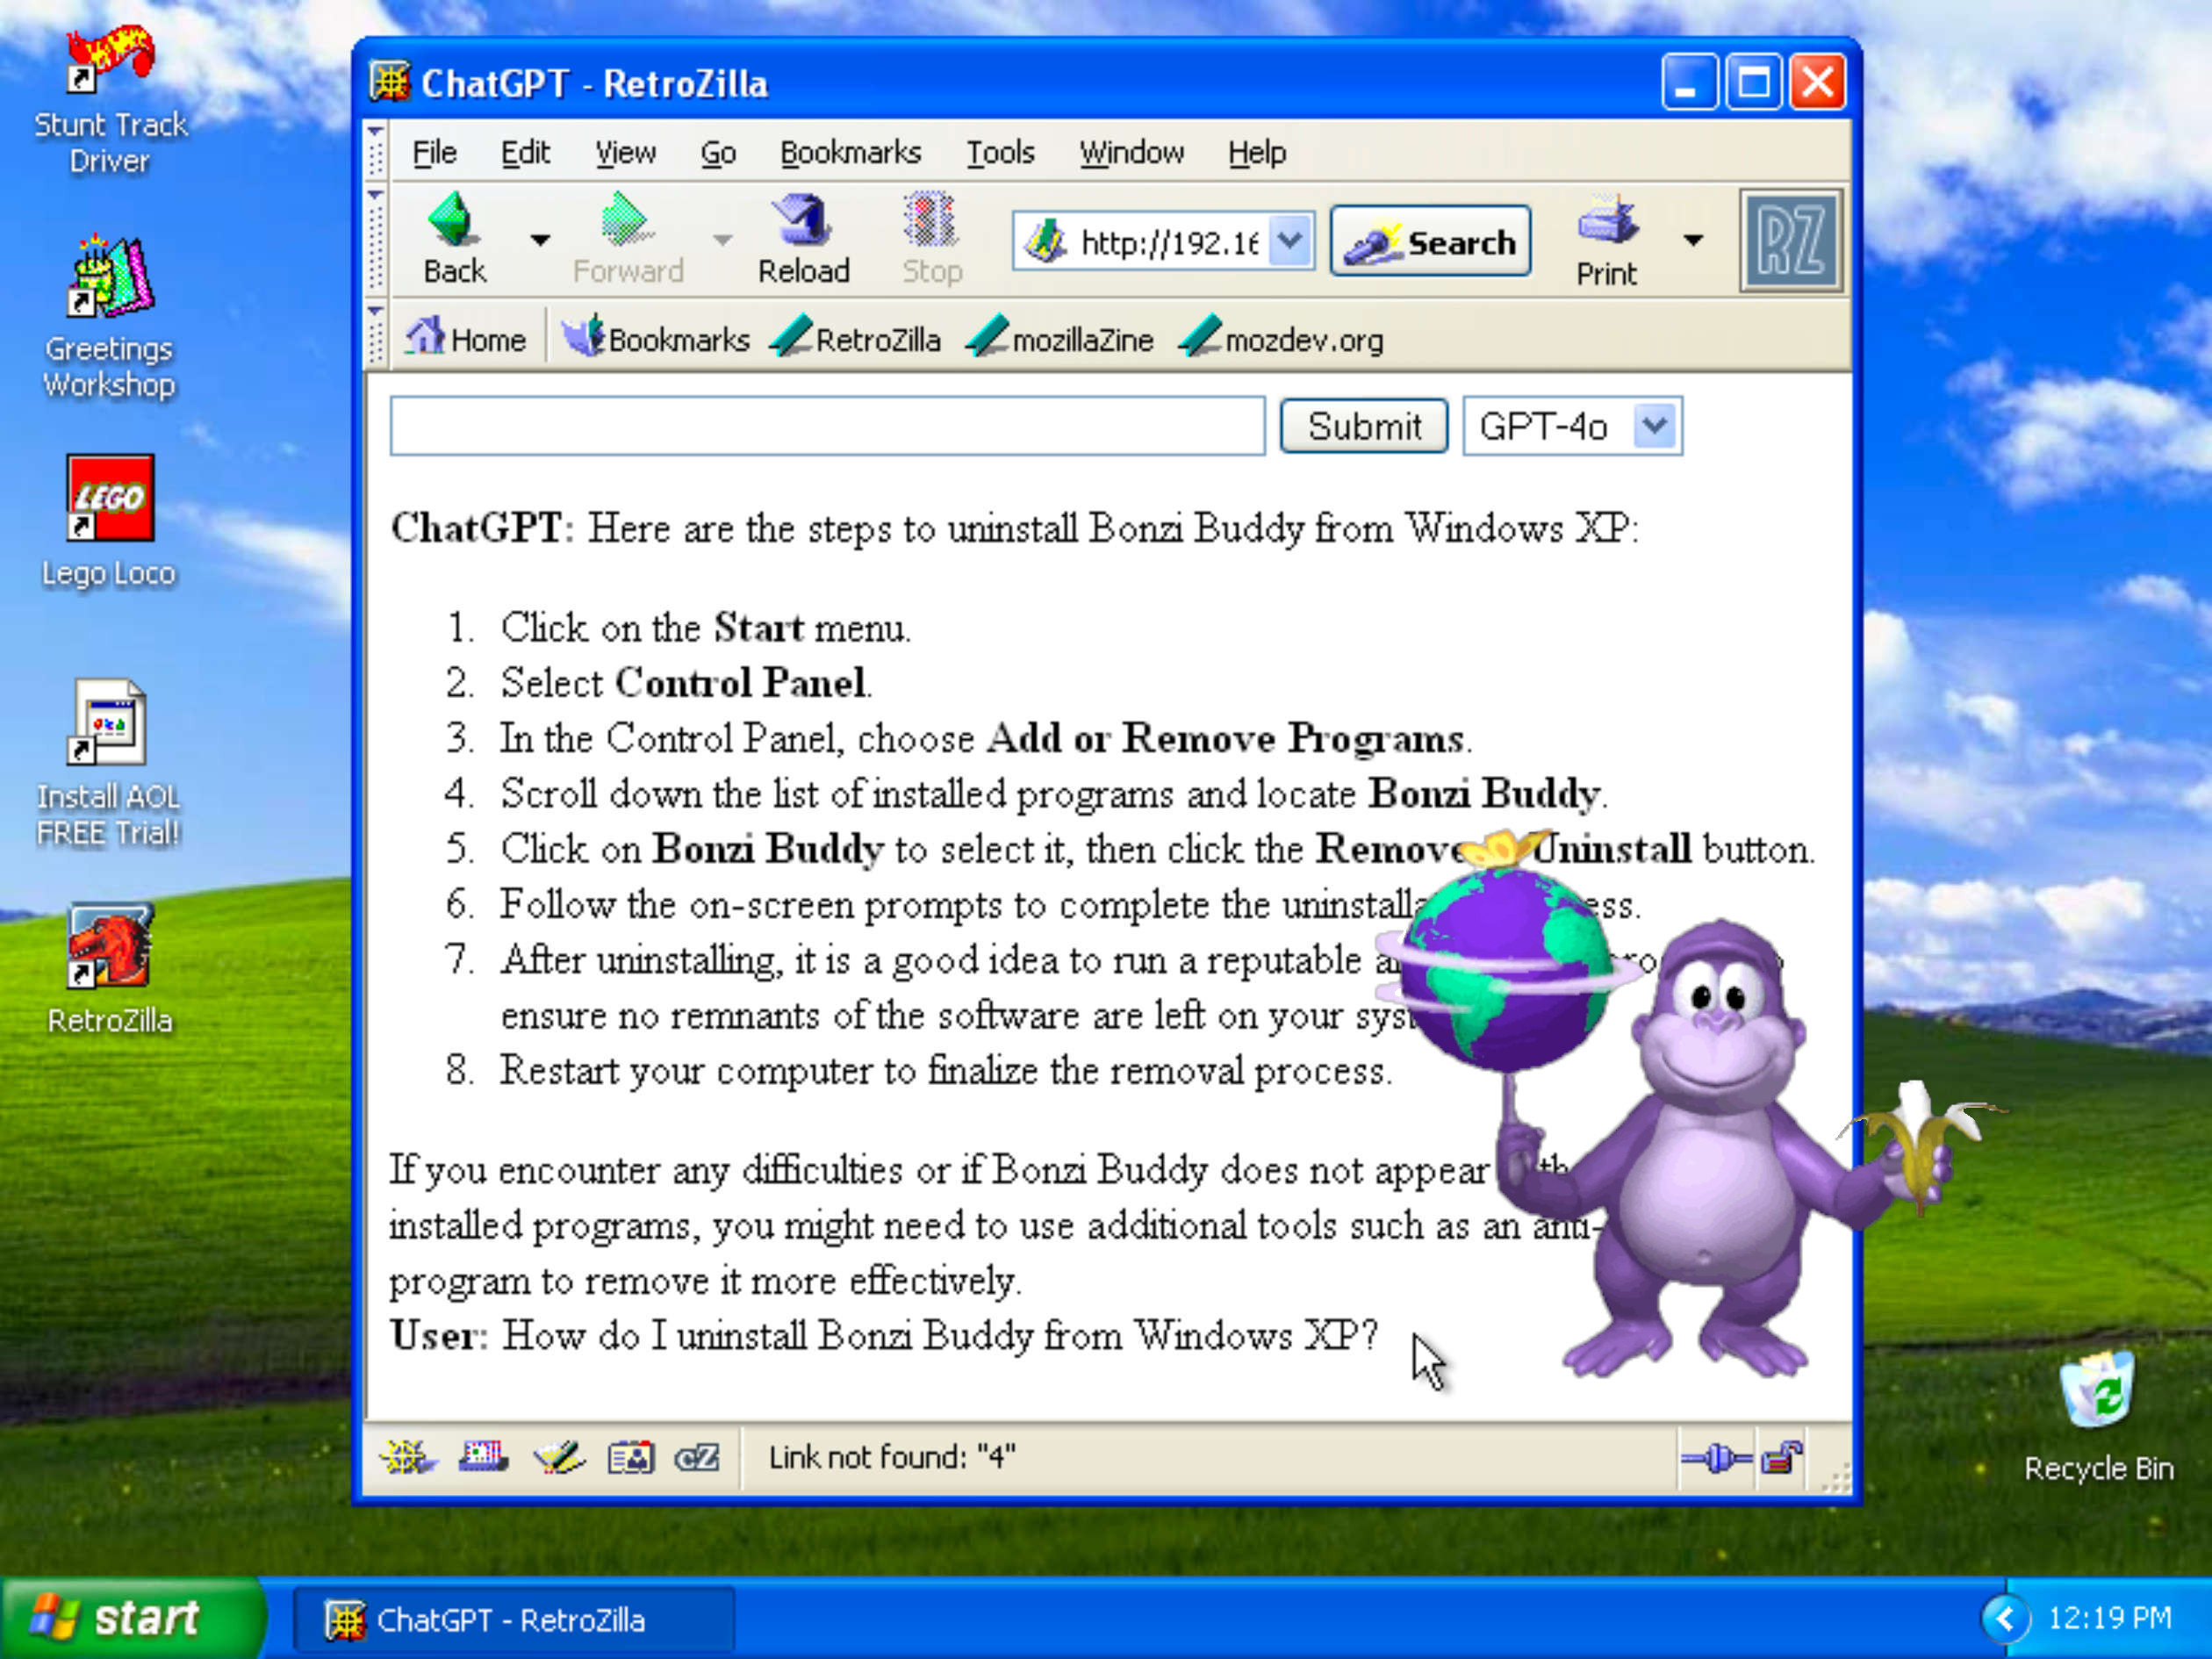 ChatGPT - RetroZilla
File Edit View Go Bookmarks Tools Window Help
Back Forward Reload Stop http://192.16 Search Print RZ
Home Bookmarks RetroZilla mozillaZine mozdev.org
Submit GPT-4o
ChatGPT: Here are the steps to uninstall Bonzi Buddy from Windows XP:
1. Click on the Start menu.
2. Select Control Panel.
3. In the Control Panel, choose Add or Remove Programs.
4. Scroll down the list of installed programs and locate Bonzi Buddy.
5. Click on Bonzi Buddy to select it, then click the Remove Uninstall button.
6. Follow the on-screen prompts to complete the
7. After uninstalling, it is a good idea to run a reputable
ensure no remnants of the software are left on your
8. Restart your computer to finalize the removal process.
If you encounter any difficulties or if Bonzi Buddy does not appear
installed programs, you might need to use additional tools such as an anti-
program to remove it more effectively.
User: How do I uninstall Bonzi Buddy from Windows XP?
cZ Link not found: "4"
Stunt Track
Driver
Greetings
Workshop
LEGO
Lego Loco
Install AOL
FREE Trial!
RetroZilla
Recycle Bin
start ChatGPT - RetroZilla 12:19 PM